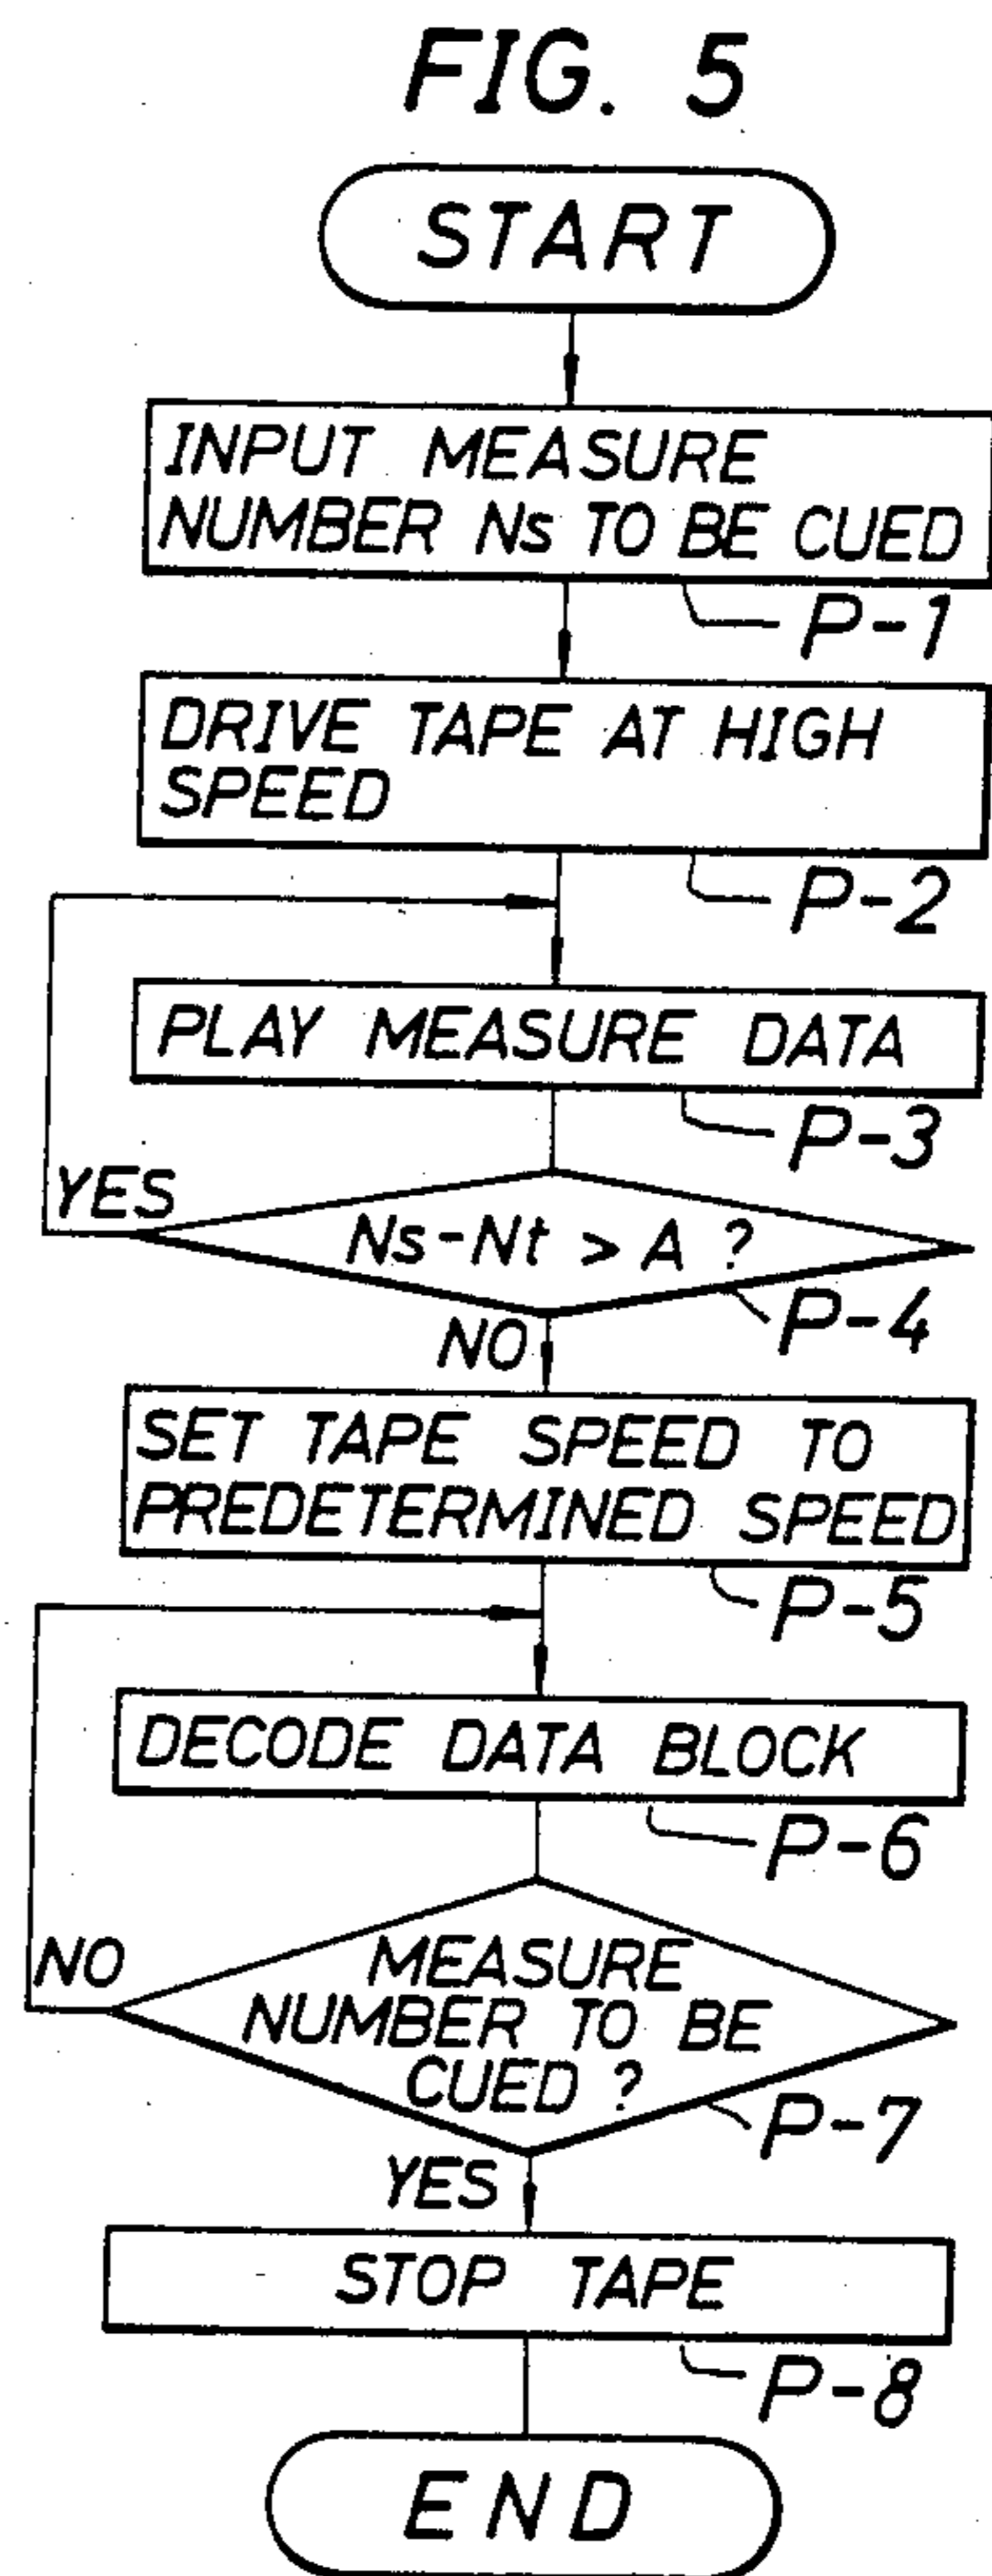 FIG. 5
START
INPUT MEASURE
NUMBER Ns TO BE CUED
P-1
DRIVE TAPE AT HIGH
SPEED
P-2
PLAY MEASURE DATA
P-3
YES
Ns-Nt > A ?
P-4
NO
SET TAPE SPEED TO
PREDETERMINED SPEED
P-5
DECODE DATA BLOCK
P-6
NO
MEASURE
NUMBER TO BE
CUED ?
P-7
YES
STOP TAPE
P-8
END